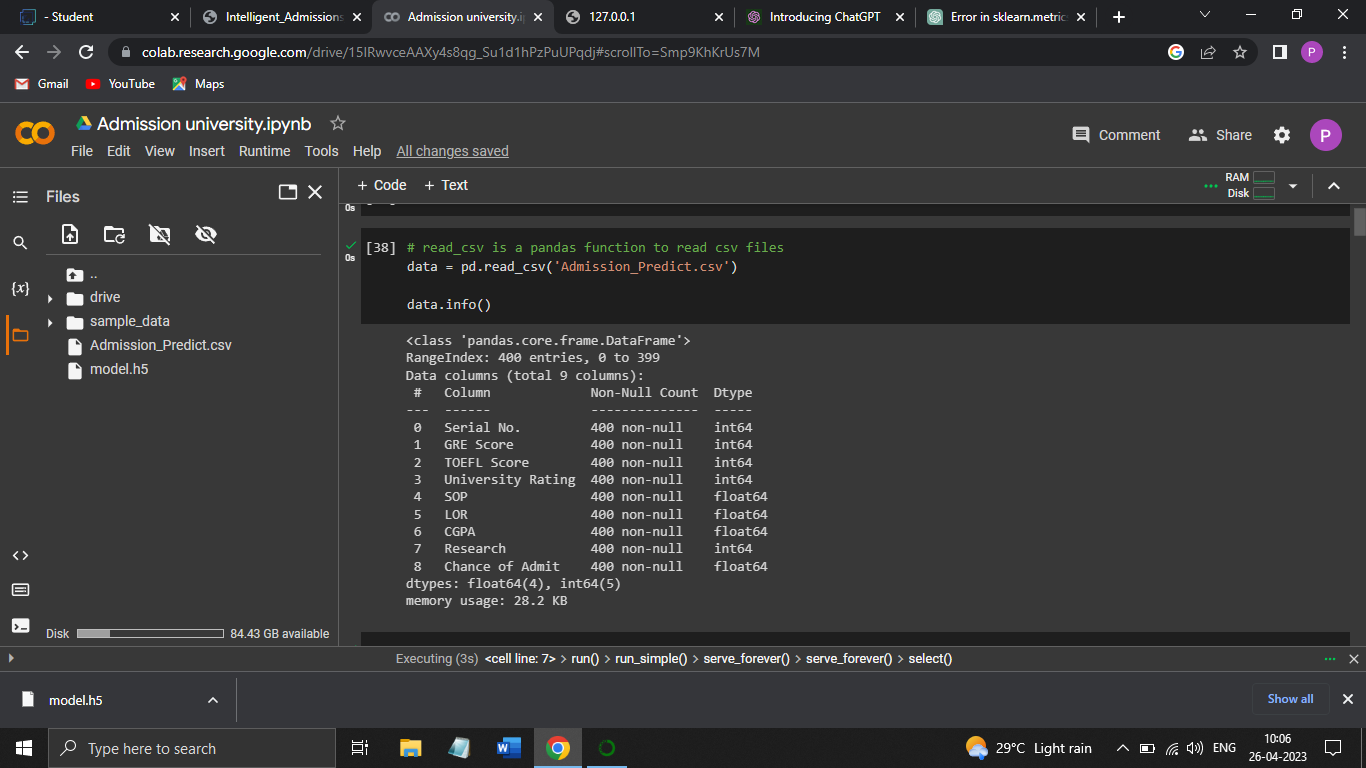 - Student
Intelligent_Admissions
Admission university.i
127.0.0.1
Introducing ChatGPT
Error in sklearn.metric
colab.research.google.com/drive/15IRwvceAAXy4s8qg_Su1d1hPzPuUPqdj#scrollTo=Smp9KhKrUs7M
P
Gmail
YouTube
Maps
Admission university.ipynb
File Edit View Insert Runtime Tools Help All changes saved
Comment
Share
P
Files
+ Code + Text
RAM
Disk
0s
[38] # read_csv is a pandas function to read csv files
0s
data = pd.read_csv('Admission_Predict.csv')
data.info()
{x}
..
drive
sample_data
Admission_Predict.csv
model.h5
<class 'pandas.core.frame.DataFrame'>
RangeIndex: 400 entries, 0 to 399
Data columns (total 9 columns):
# Column Non-Null Count Dtype
--- ------ -------------- -----
0 Serial No. 400 non-null int64
1 GRE Score 400 non-null int64
2 TOEFL Score 400 non-null int64
3 University Rating 400 non-null int64
4 SOP 400 non-null float64
5 LOR 400 non-null float64
6 CGPA 400 non-null float64
7 Research 400 non-null int64
8 Chance of Admit 400 non-null float64
dtypes: float64(4), int64(5)
memory usage: 28.2 KB
Disk 84.43 GB available
Executing (3s) <cell line: 7> > run() > run_simple() > serve_forever() > serve_forever() > select()
model.h5
Show all
Type here to search
29°C Light rain
ENG
10:06
26-04-2023